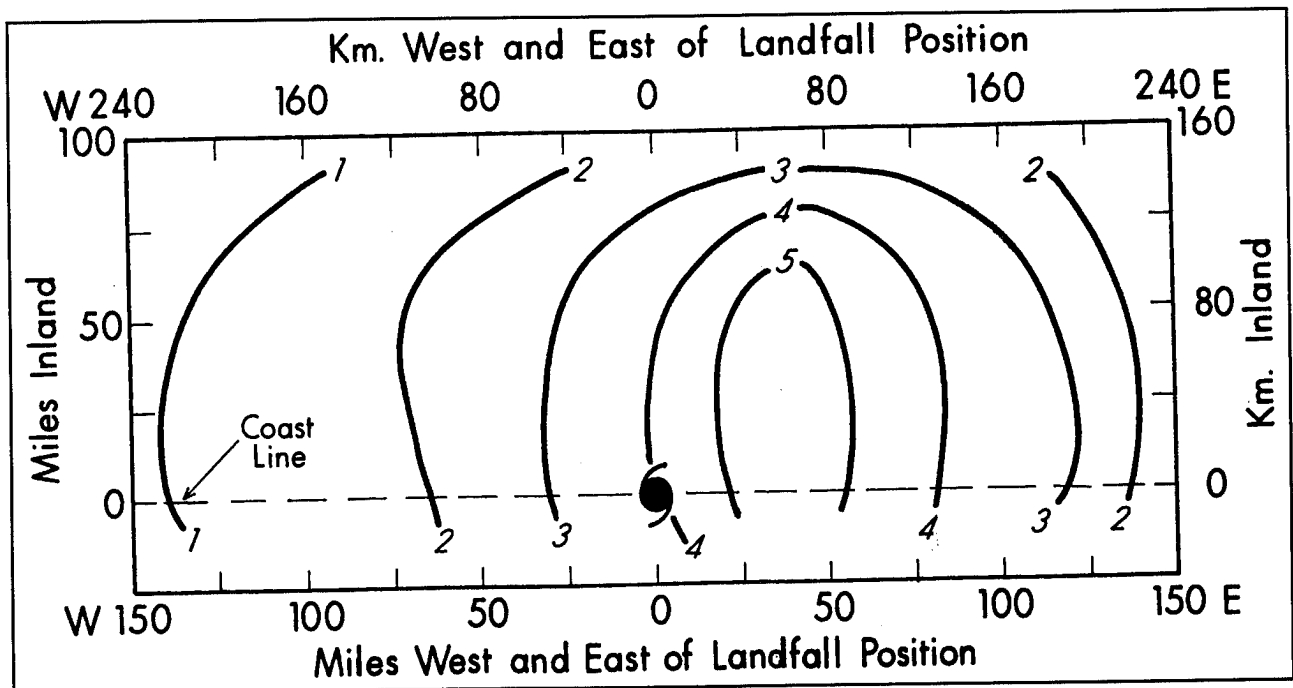 Km. West and East of Landfall Position
W 240 160 80 0 80 160 240 E
100 160
1 2 3 2
4
5
50 80
Miles Inland
Km. Inland
Coast
Line
0 0
1 2 3 4 4 3 2
W 150 100 50 0 50 100 150 E
Miles West and East of Landfall Position